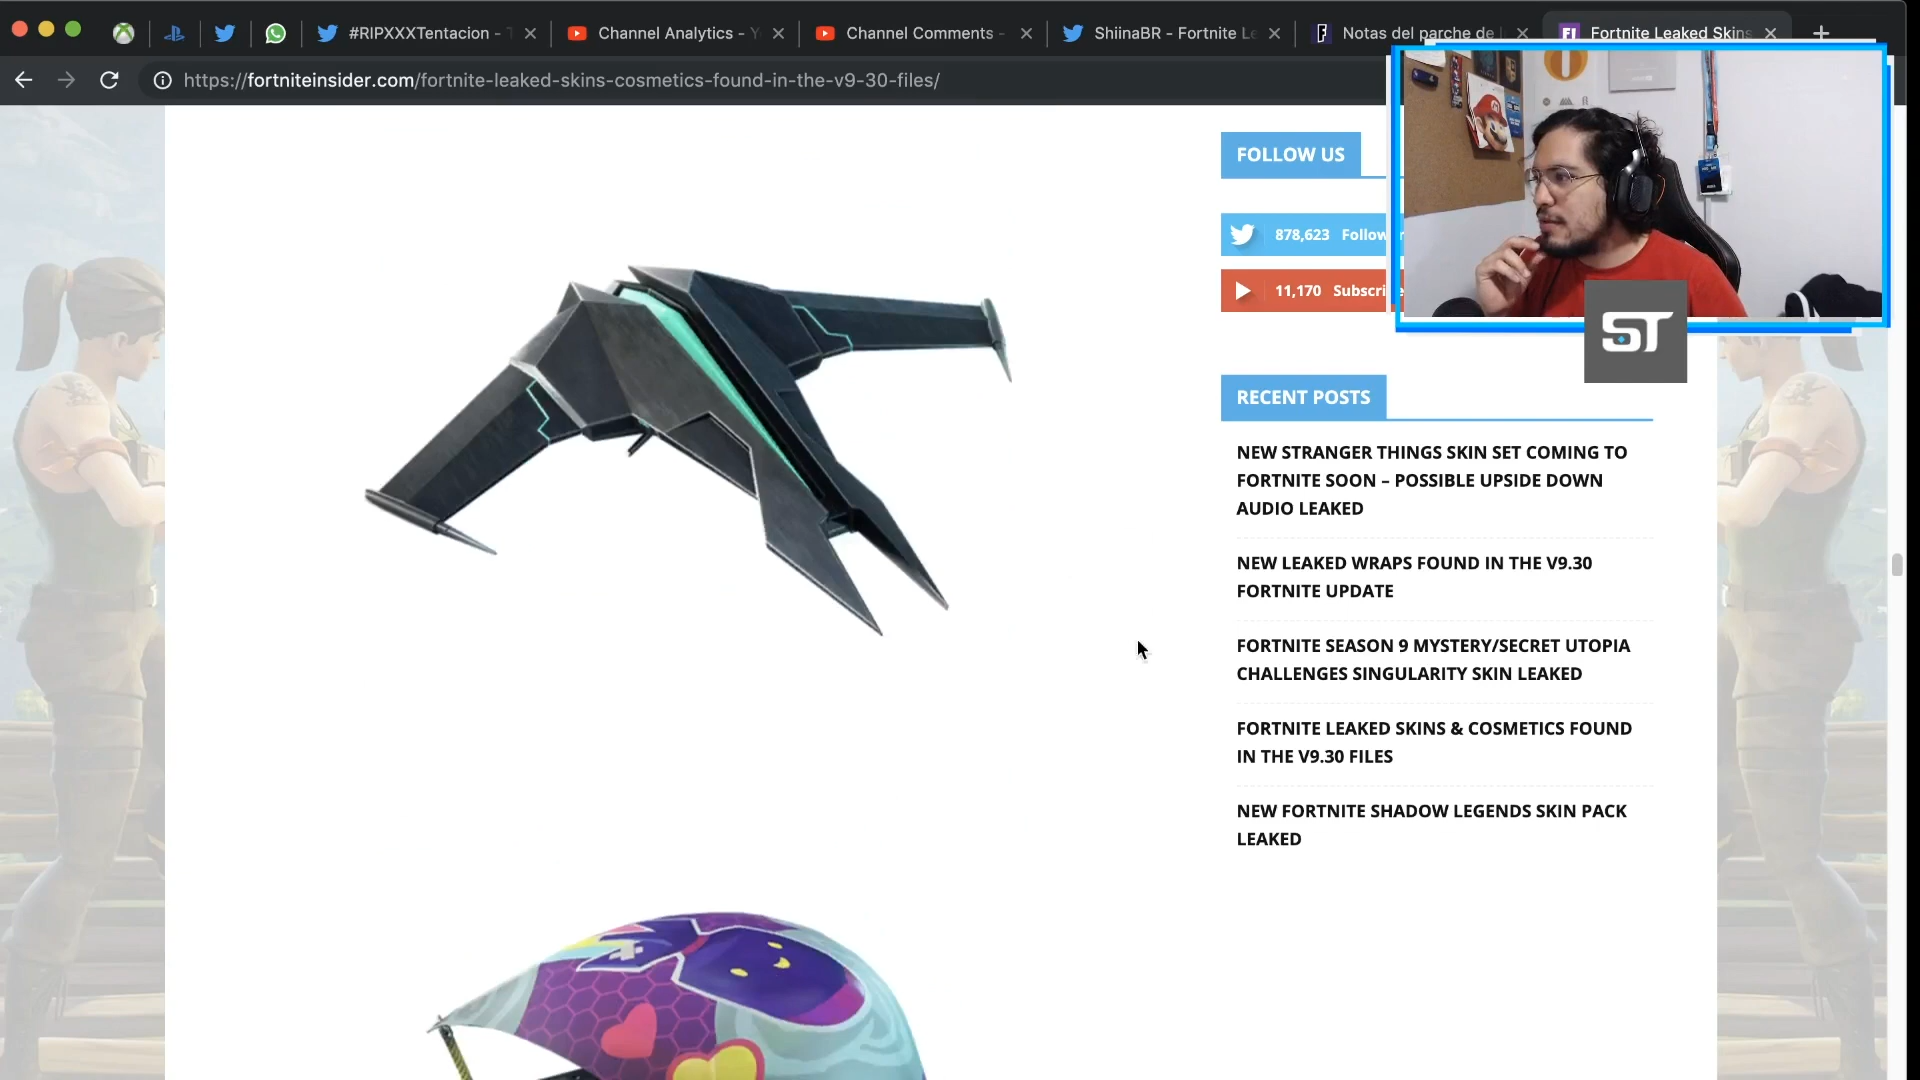 #RIPXXXTentacion - T
Channel Analytics - Y
Channel Comments -
ShiinaBR - Fortnite Le
Notas del parche de
Fortnite Leaked Skins
https://fortniteinsider.com/fortnite-leaked-skins-cosmetics-found-in-the-v9-30-files/
FOLLOW US
878,623 Follow
11,170 Subscri
ST
RECENT POSTS
NEW STRANGER THINGS SKIN SET COMING TO
FORTNITE SOON – POSSIBLE UPSIDE DOWN
AUDIO LEAKED
NEW LEAKED WRAPS FOUND IN THE V9.30
FORTNITE UPDATE
FORTNITE SEASON 9 MYSTERY/SECRET UTOPIA
CHALLENGES SINGULARITY SKIN LEAKED
FORTNITE LEAKED SKINS & COSMETICS FOUND
IN THE V9.30 FILES
NEW FORTNITE SHADOW LEGENDS SKIN PACK
LEAKED